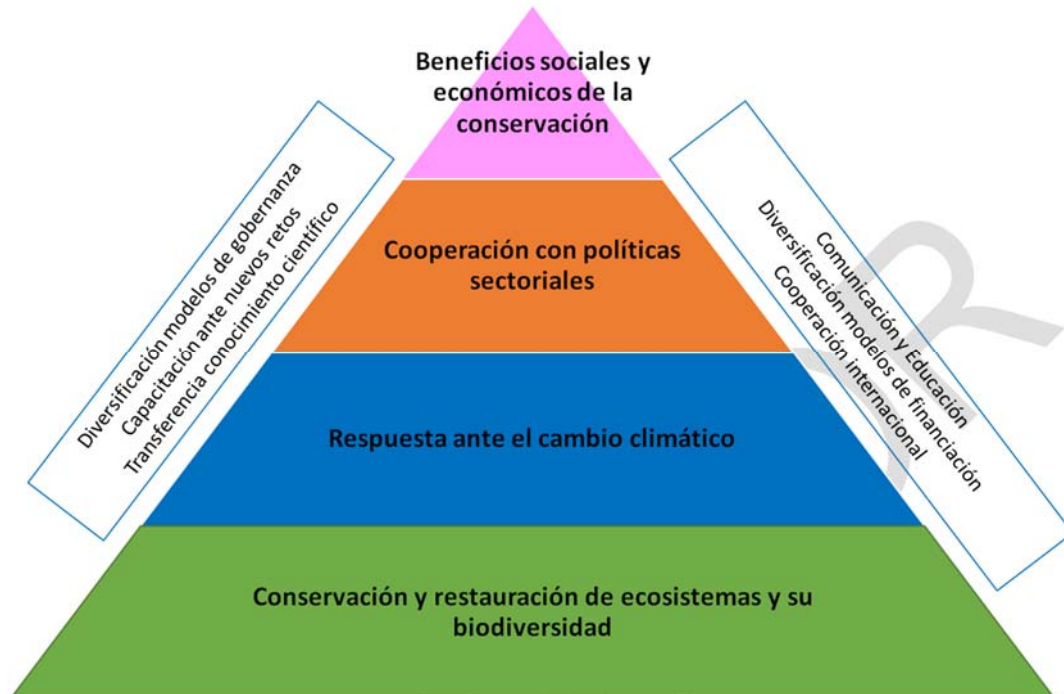 Beneficios sociales y
económicos de la
conservación
Diversificación modelos de gobernanza
Capacitación ante nuevos retos
Transferencia conocimiento científico
Comunicación y Educación
Diversificación modelos de financiación
Cooperación internacional
Cooperación con políticas
sectoriales
Respuesta ante el cambio climático
Conservación y restauración de ecosistemas y su
biodiversidad